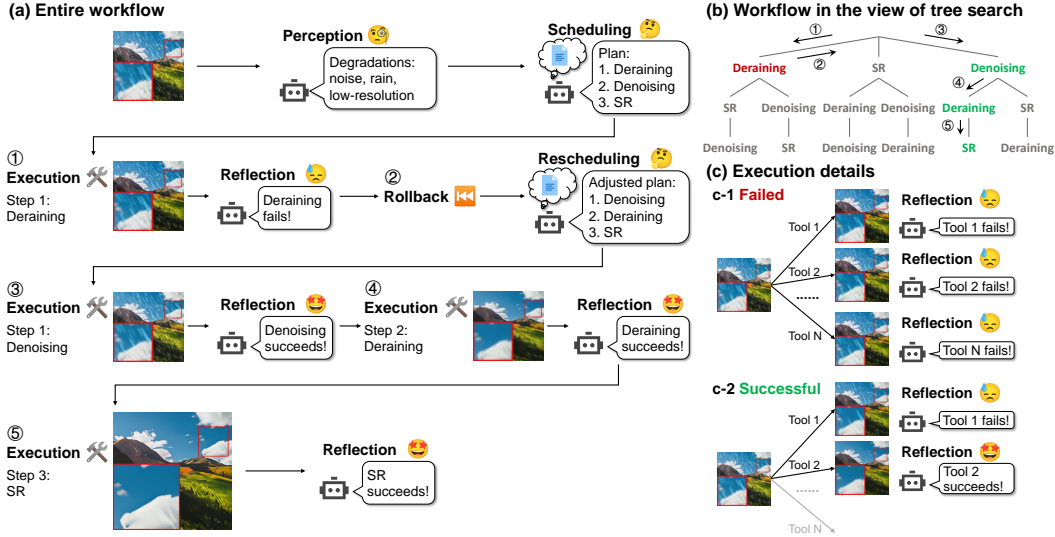 (a) Entire workflow
Perception
Degradations:
noise, rain,
low-resolution
Scheduling
Plan:
1. Deraining
2. Denoising
3. SR
①
Execution
Step 1:
Deraining
Reflection
Deraining
fails!
②
Rollback
Rescheduling
Adjusted plan:
1. Denoising
2. Deraining
3. SR
③
Execution
Step 1:
Denoising
Reflection
Denoising
succeeds!
④
Execution
Step 2:
Deraining
Reflection
Deraining
succeeds!
⑤
Execution
Step 3:
SR
Reflection
SR
succeeds!
(b) Workflow in the view of tree search
① ③
②
Deraining SR Denoising
④
SR Denoising Deraining Denoising Deraining SR
⑤
Denoising SR Denoising Deraining SR Deraining
(c) Execution details
c-1 Failed
Tool 1
Reflection
Tool 1 fails!
Tool 2
Reflection
Tool 2 fails!
......
Tool N
Reflection
Tool N fails!
c-2 Successful
Tool 1
Reflection
Tool 1 fails!
Tool 2
Reflection
Tool 2
succeeds!
......
Tool N